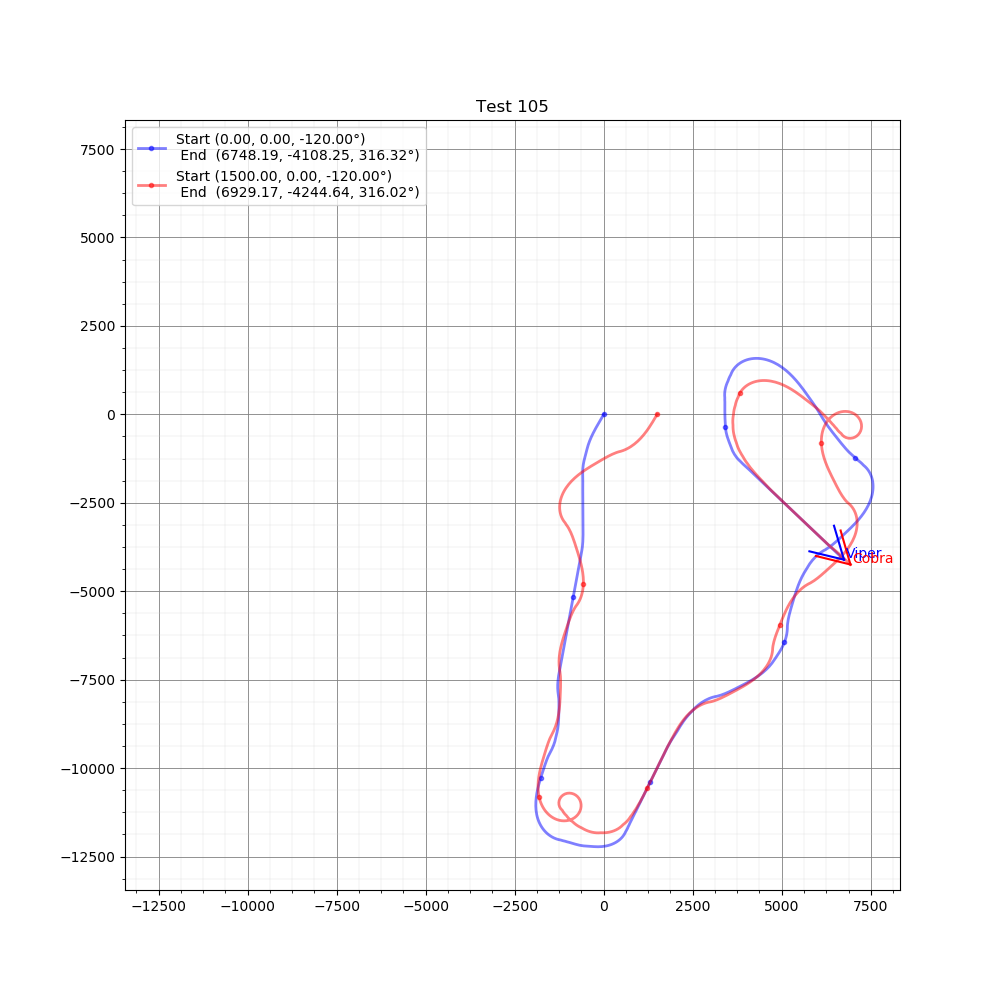 Test 105
Start (0.00, 0.00, -120.00°)
End (6748.19, -4108.25, 316.32°)
Start (1500.00, 0.00, -120.00°)
End (6929.17, -4244.64, 316.02°)
7500
5000
2500
0
−2500
−5000
−7500
−10000
−12500
Viper
Cobra
−12500 −10000 −7500 −5000 −2500 0 2500 5000 7500